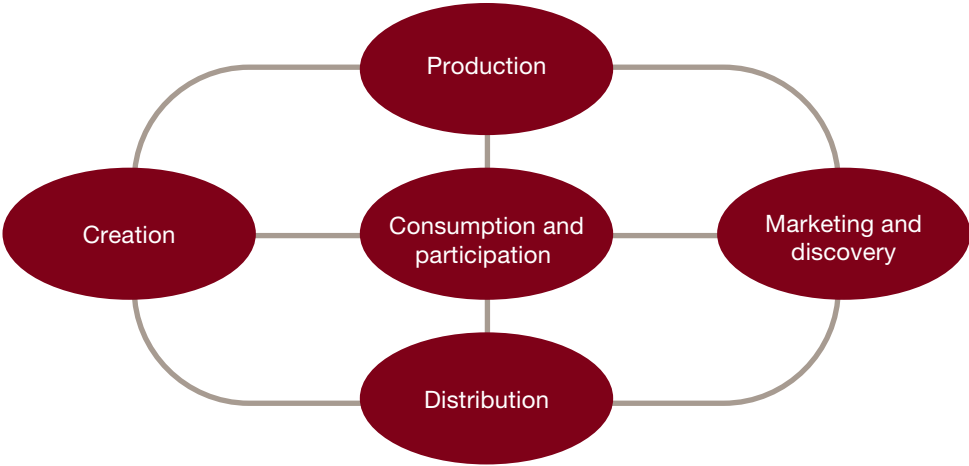 Production
Creation
Consumption and
participation
Marketing and
discovery
Distribution